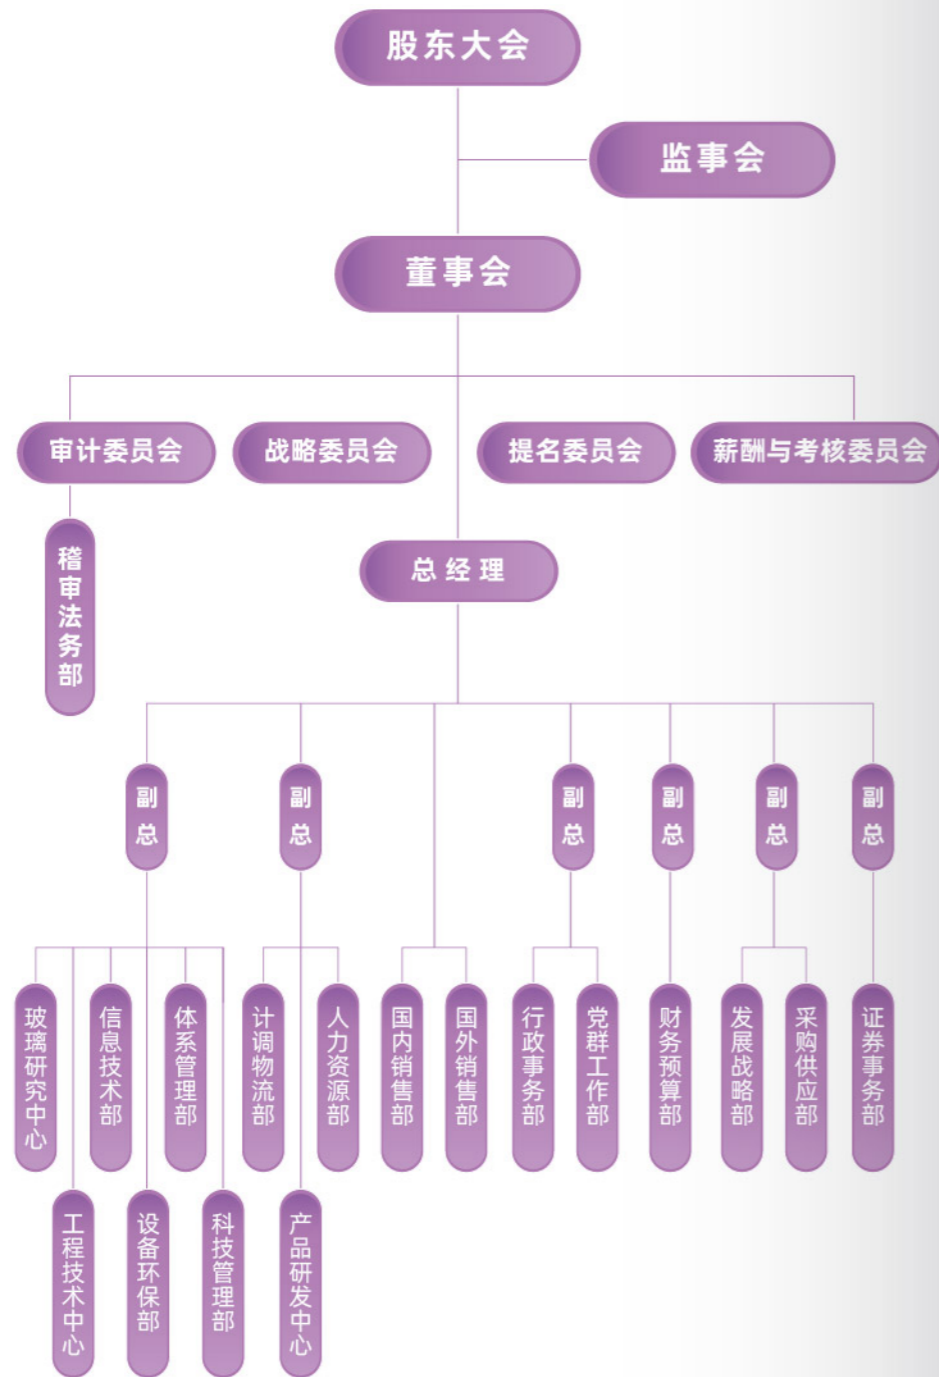 股东大会
监事会
董事会
审计委员会
战略委员会
提名委员会
薪酬与考核委员会
稽审法务部
总经理
副总
副总
副总
副总
副总
副总
玻璃研究中心
信息技术部
体系管理部
计调物流部
人力资源部
国内销售部
国外销售部
行政事务部
党群工作部
财务预算部
发展战略部
采购供应部
证券事务部
工程技术中心
设备环保部
科技管理部
产品研发中心